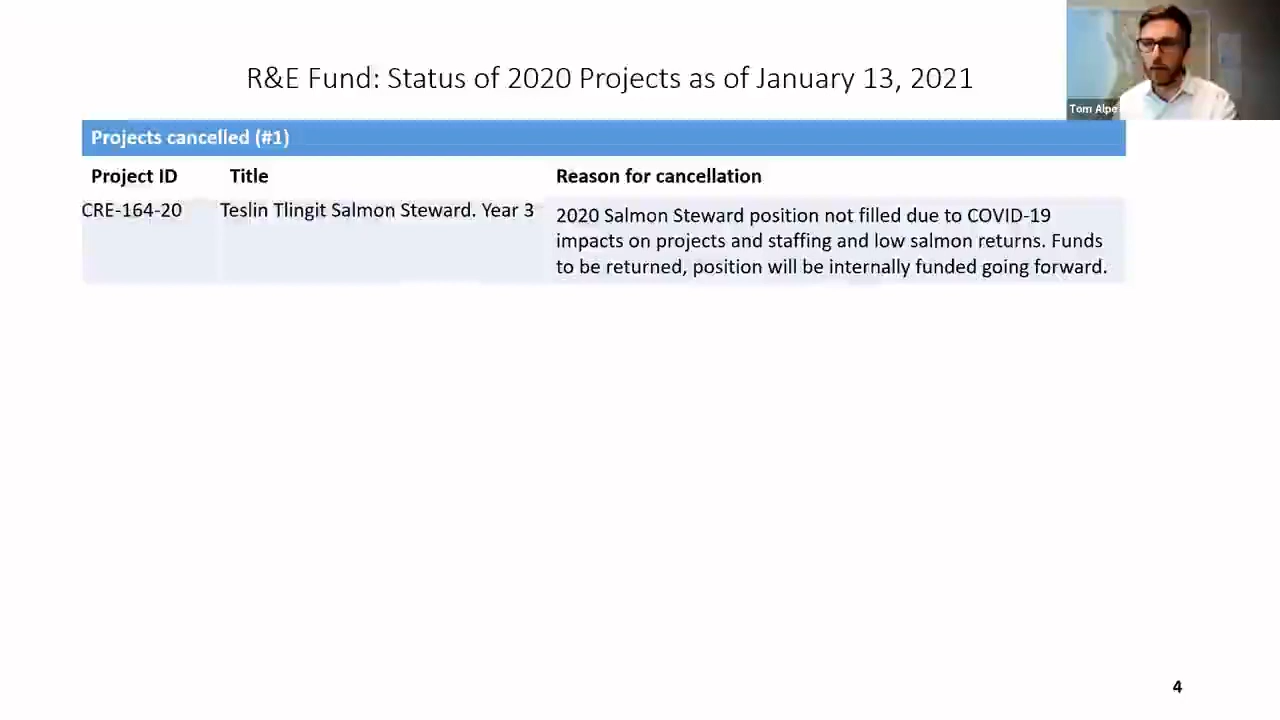 R&E Fund: Status of 2020 Projects as of January 13, 2021
Tom Alpe
Projects cancelled (#1)
Project ID Title Reason for cancellation
CRE-164-20 Teslin Tlingit Salmon Steward. Year 3
2020 Salmon Steward position not filled due to COVID-19
impacts on projects and staffing and low salmon returns. Funds
to be returned, position will be internally funded going forward.
4